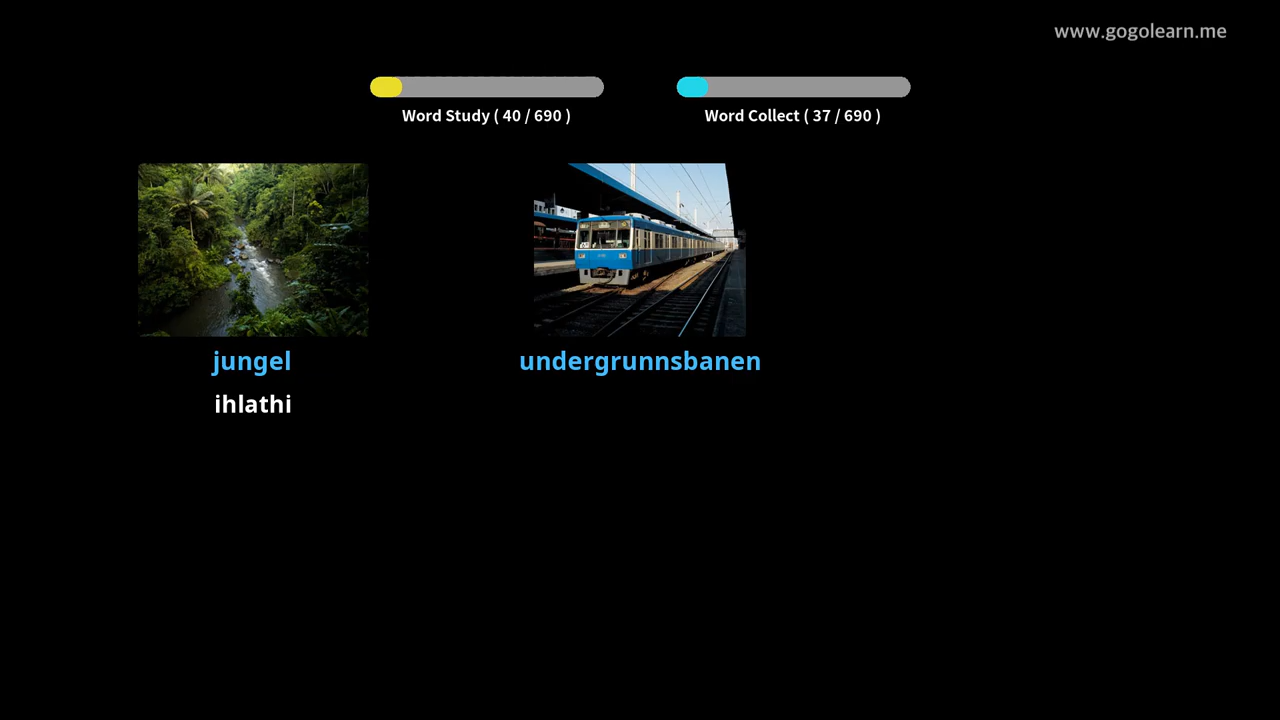 www.gogolearn.me
Word Study ( 40 / 690 )
Word Collect ( 37 / 690 )
jungel
undergrunnsbanen
ihlathi